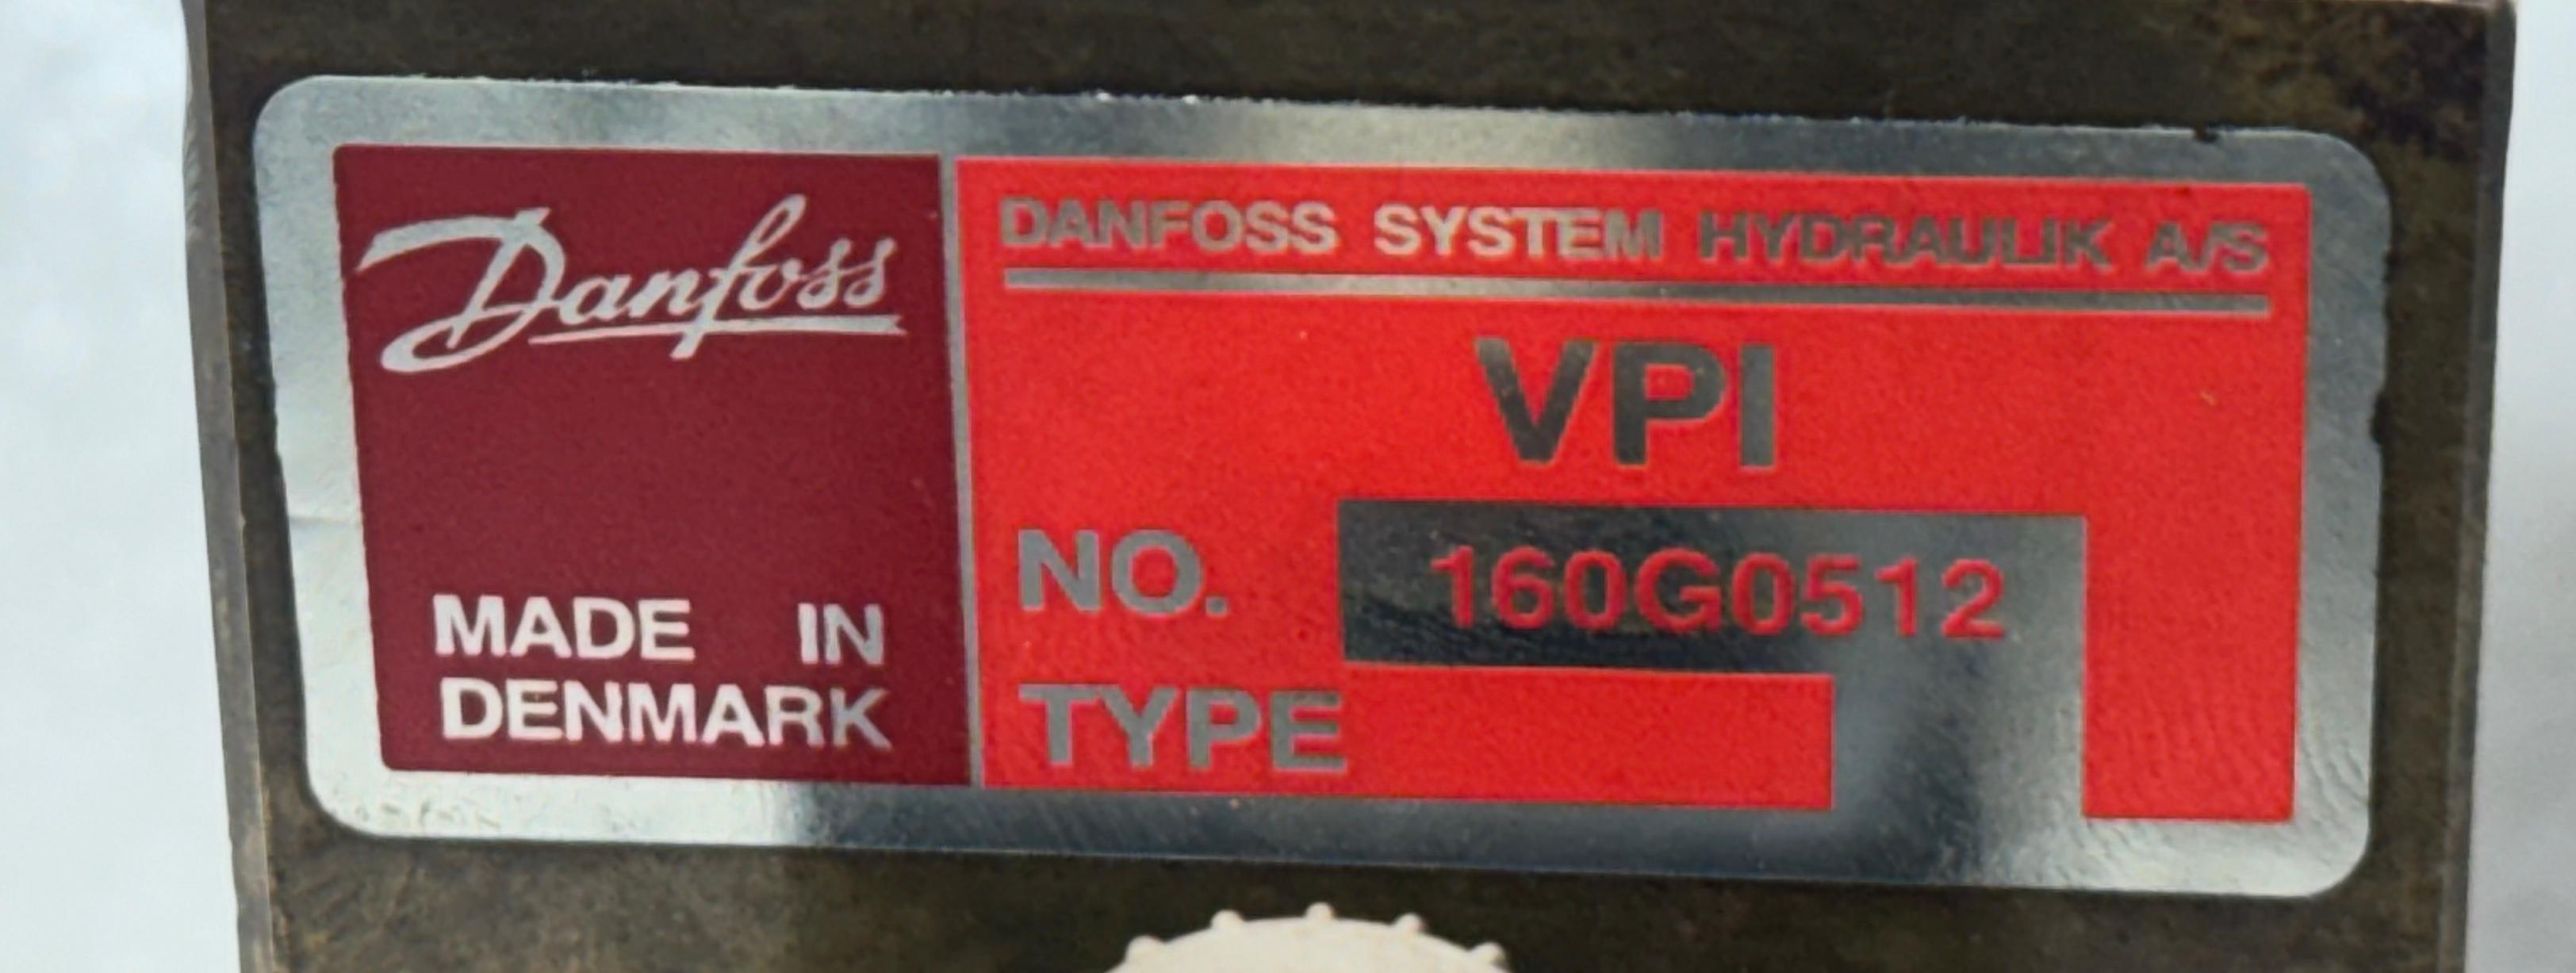 Danfoss
MADE IN
DENMARK
DANFOSS SYSTEM HYDRAULIK A/S
VPI
NO. 160G0512
TYPE